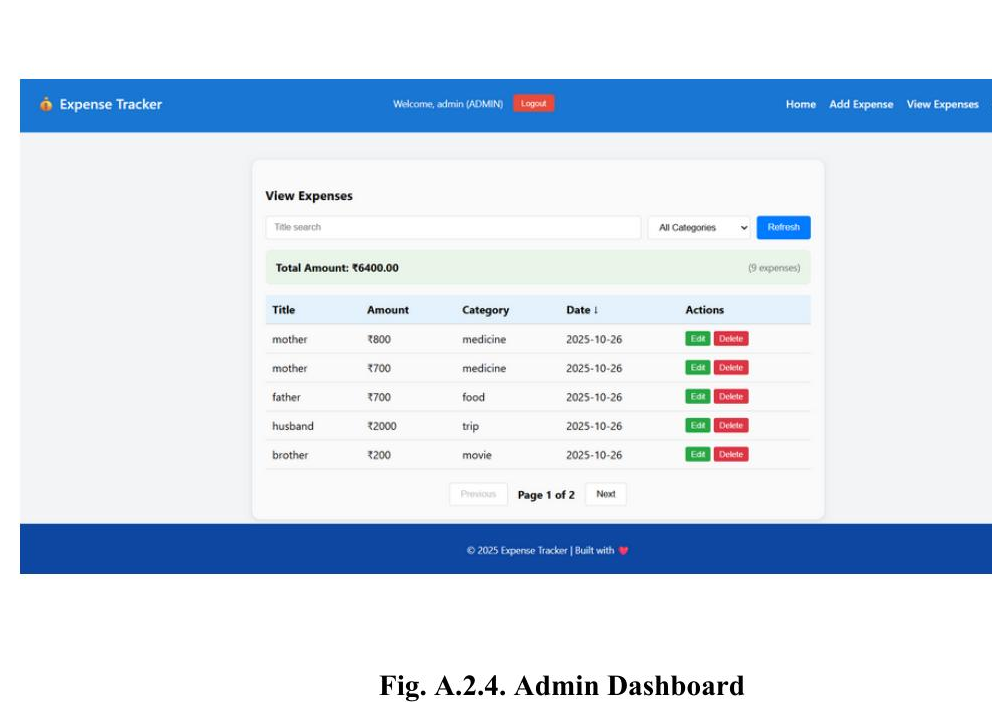 💰 Expense Tracker Welcome, admin (ADMIN) Logout Home Add Expense View Expenses
View Expenses
Title search All Categories Refresh
Total Amount: ₹6400.00 (9 expenses)
Title Amount Category Date ↓ Actions
mother ₹800 medicine 2025-10-26 Edit Delete
mother ₹700 medicine 2025-10-26 Edit Delete
father ₹700 food 2025-10-26 Edit Delete
husband ₹2000 trip 2025-10-26 Edit Delete
brother ₹200 movie 2025-10-26 Edit Delete
Previous Page 1 of 2 Next
© 2025 Expense Tracker | Built with ❤️
Fig. A.2.4. Admin Dashboard